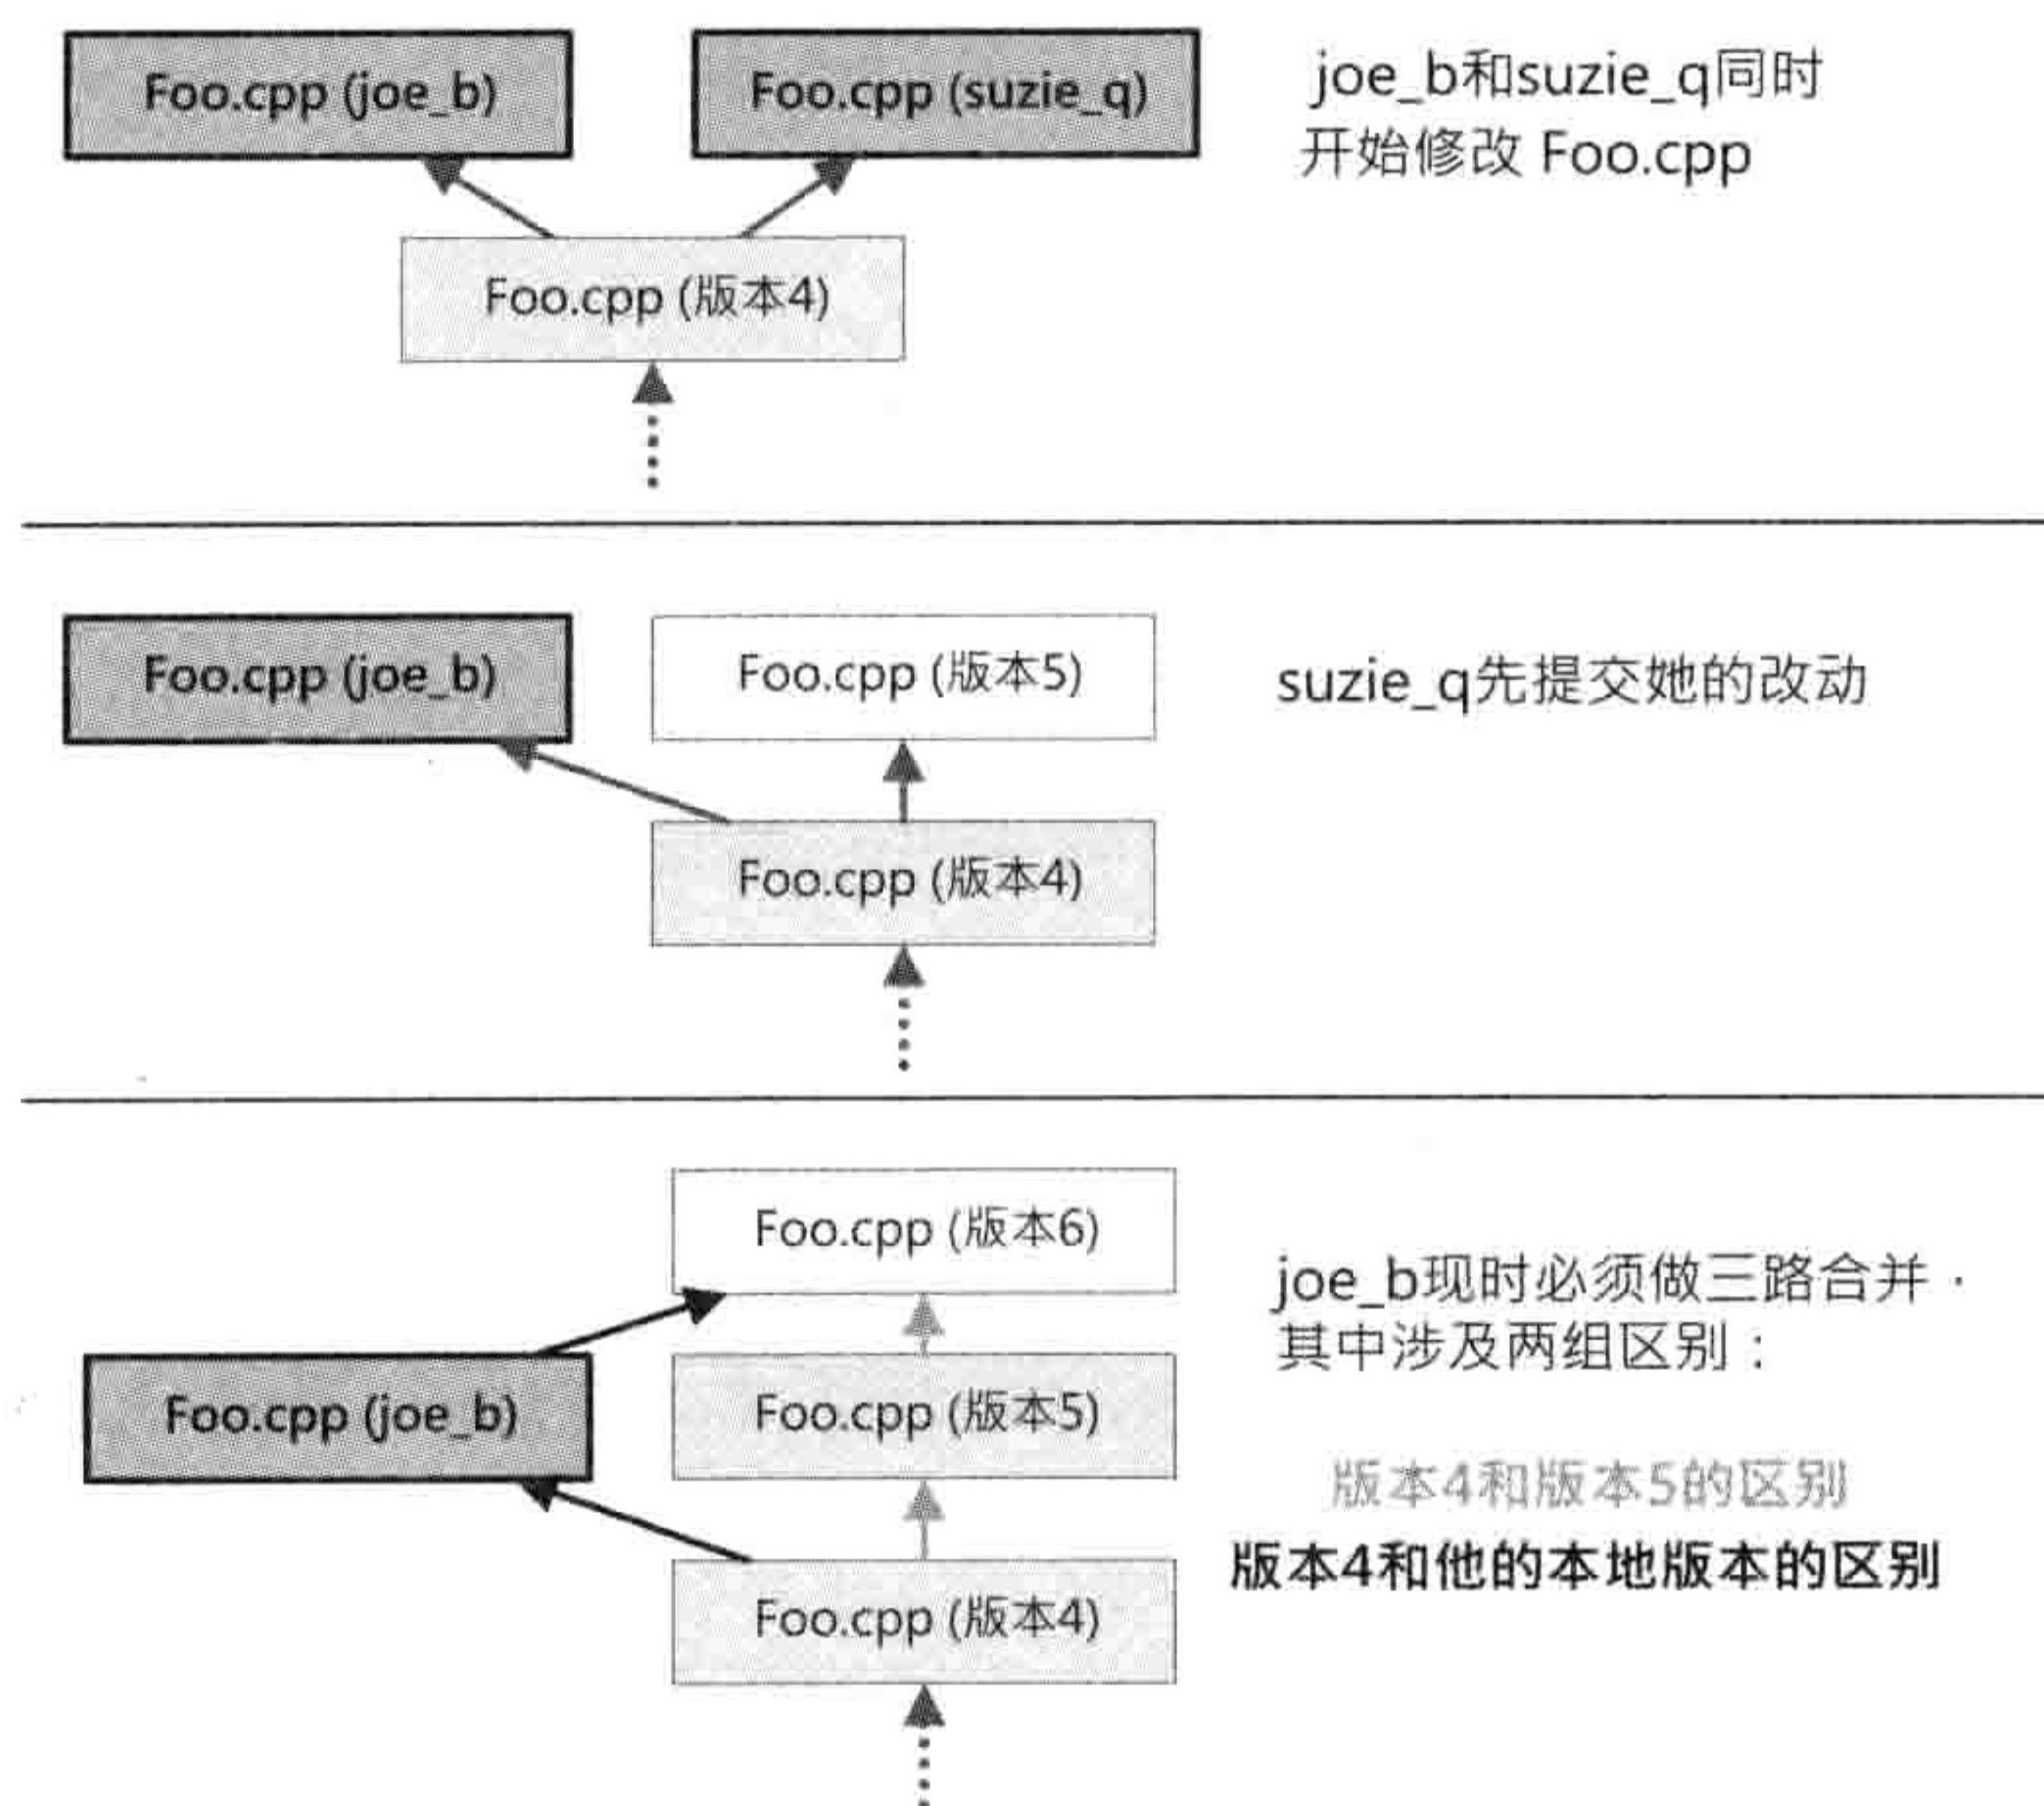 Foo.cpp (joe_b)
Foo.cpp (suzie_q)
joe_b和suzie_q同时
开始修改 Foo.cpp
Foo.cpp (版本4)
Foo.cpp (joe_b)
Foo.cpp (版本5)
suzie_q先提交她的改动
Foo.cpp (版本4)
Foo.cpp (版本6)
joe_b现时必须做三路合并·
其中涉及两组区别：
Foo.cpp (joe_b)
Foo.cpp (版本5)
版本4和版本5的区别
版本4和他的本地版本的区别
Foo.cpp (版本4)